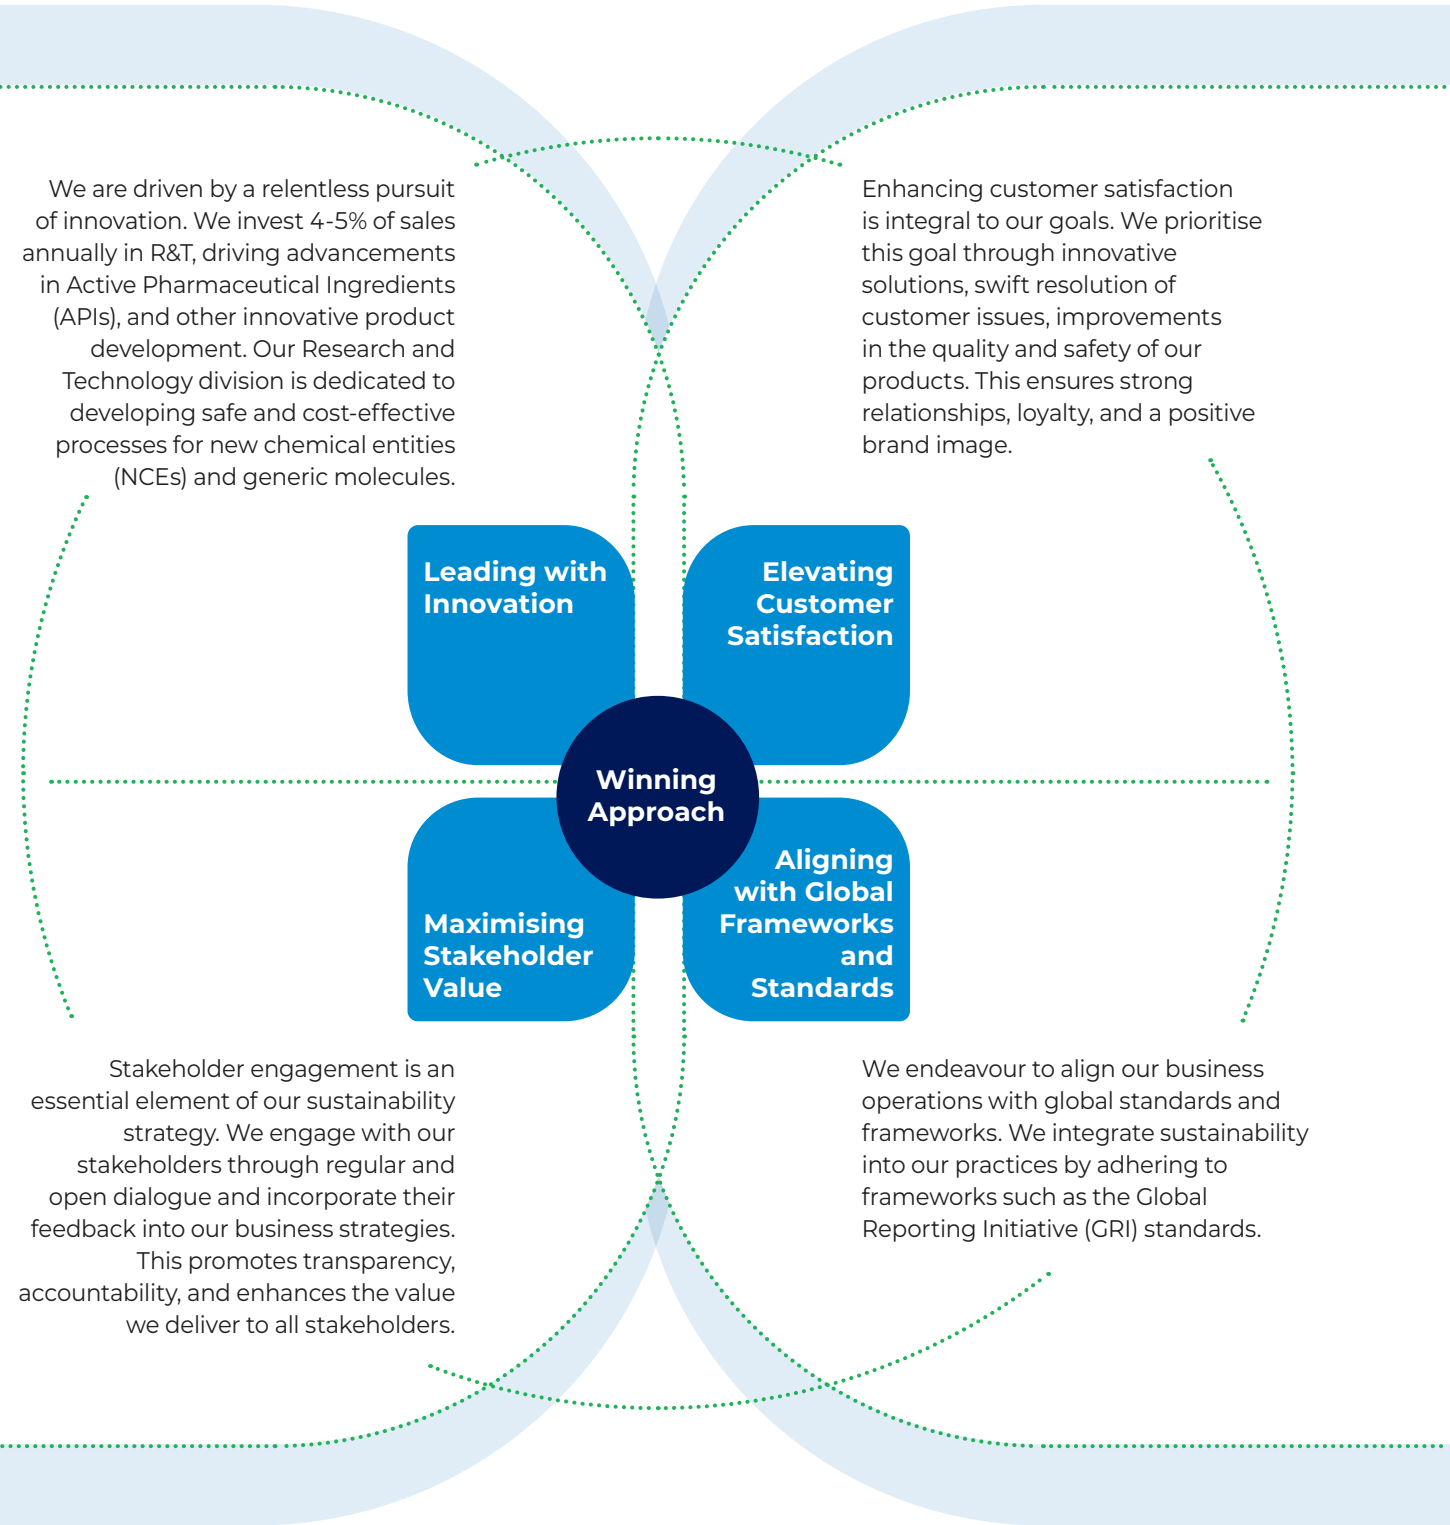 We are driven by a relentless pursuit
of innovation. We invest 4-5% of sales
annually in R&T, driving advancements
in Active Pharmaceutical Ingredients
(APIs), and other innovative product
development. Our Research and
Technology division is dedicated to
developing safe and cost-effective
processes for new chemical entities
(NCEs) and generic molecules.
Enhancing customer satisfaction
is integral to our goals. We prioritise
this goal through innovative
solutions, swift resolution of
customer issues, improvements
in the quality and safety of our
products. This ensures strong
relationships, loyalty, and a positive
brand image.
Leading with
Innovation
Elevating
Customer
Satisfaction
Winning
Approach
Maximising
Stakeholder
Value
Aligning
with Global
Frameworks
and
Standards
Stakeholder engagement is an
essential element of our sustainability
strategy. We engage with our
stakeholders through regular and
open dialogue and incorporate their
feedback into our business strategies.
This promotes transparency,
accountability, and enhances the value
we deliver to all stakeholders.
We endeavour to align our business
operations with global standards and
frameworks. We integrate sustainability
into our practices by adhering to
frameworks such as the Global
Reporting Initiative (GRI) standards.